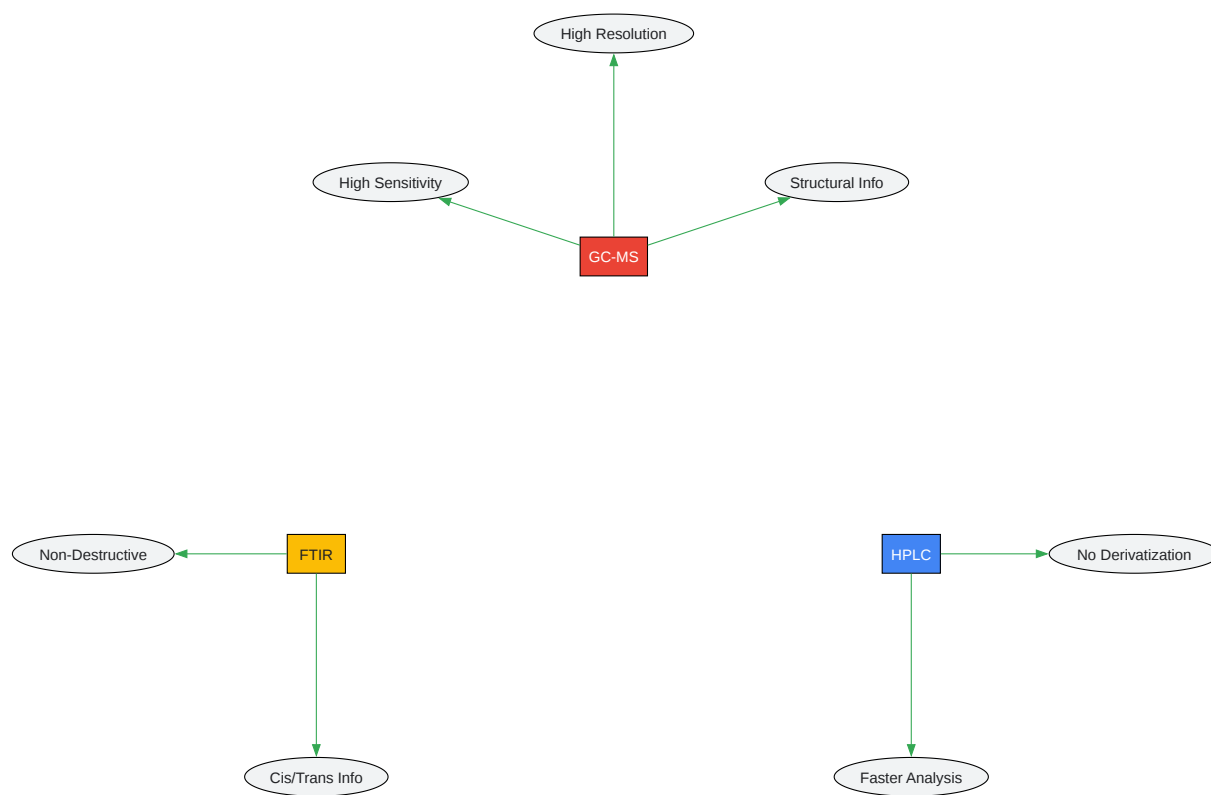 High Resolution
High Sensitivity
Structural Info
GC-MS
Non-Destructive
FTIR
HPLC
No Derivatization
Cis/Trans Info
Faster Analysis